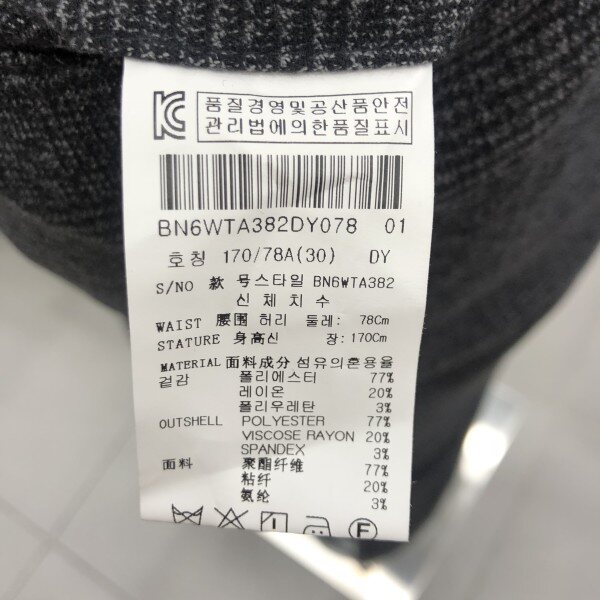 품질경영및공산품안전
관리법에의한품질표시
BN6WTA382DY078 01
호칭 170/78A(30) DY
S/NO 款 号스타일 BN6WTA382
신체치수
WAIST 腰围 허리 둘레: 78Cm
STATURE 身高신 장: 170Cm
MATERIAL 面料成分 섬유의혼용율
겉감 폴리에스터 77%
레이온 20%
폴리우레탄 3%
OUTSHELL POLYESTER 77%
VISCOSE RAYON 20%
SPANDEX 3%
面料 聚酯纤维 77%
粘纤 20%
氨纶 3%
F